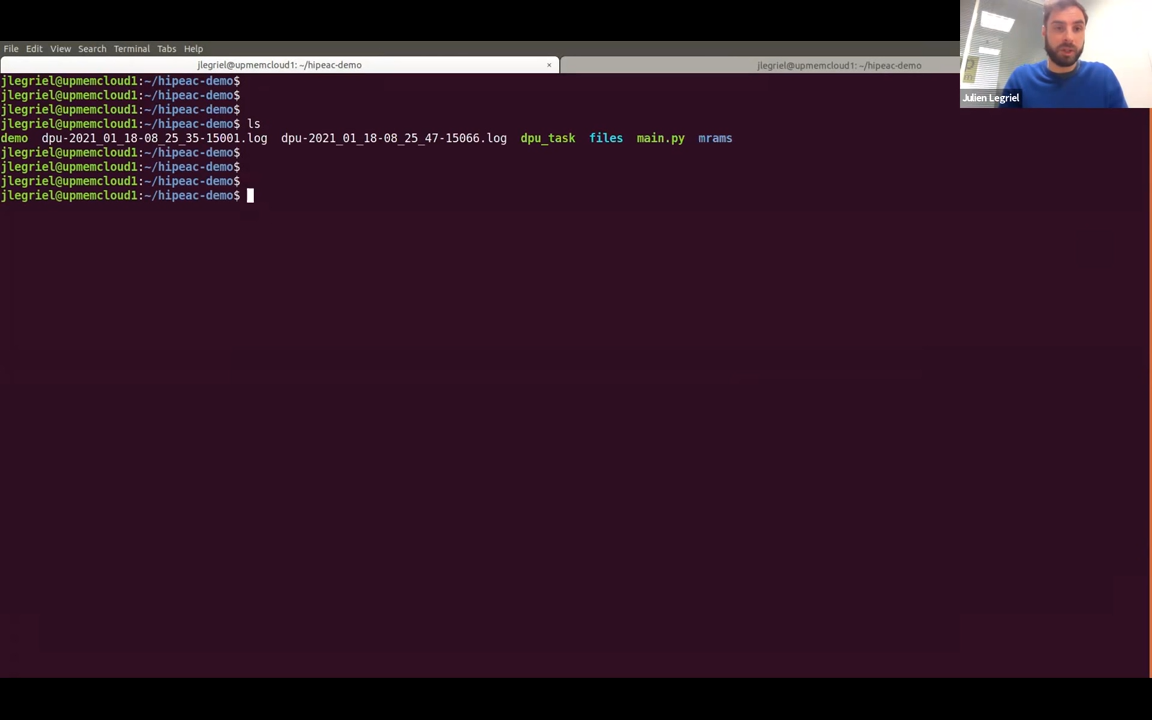 File Edit View Search Terminal Tabs Help
jlegriel@upmemcloud1: ~/hipeac-demo × jlegriel@upmemcloud1: ~/hipeac-demo
jlegriel@upmemcloud1:~/hipeac-demo$
jlegriel@upmemcloud1:~/hipeac-demo$
jlegriel@upmemcloud1:~/hipeac-demo$
jlegriel@upmemcloud1:~/hipeac-demo$ ls
demo dpu-2021_01_18-08_25_35-15001.log dpu-2021_01_18-08_25_47-15066.log dpu_task files main.py mrams
jlegriel@upmemcloud1:~/hipeac-demo$
jlegriel@upmemcloud1:~/hipeac-demo$
jlegriel@upmemcloud1:~/hipeac-demo$
jlegriel@upmemcloud1:~/hipeac-demo$
Julien Legriel